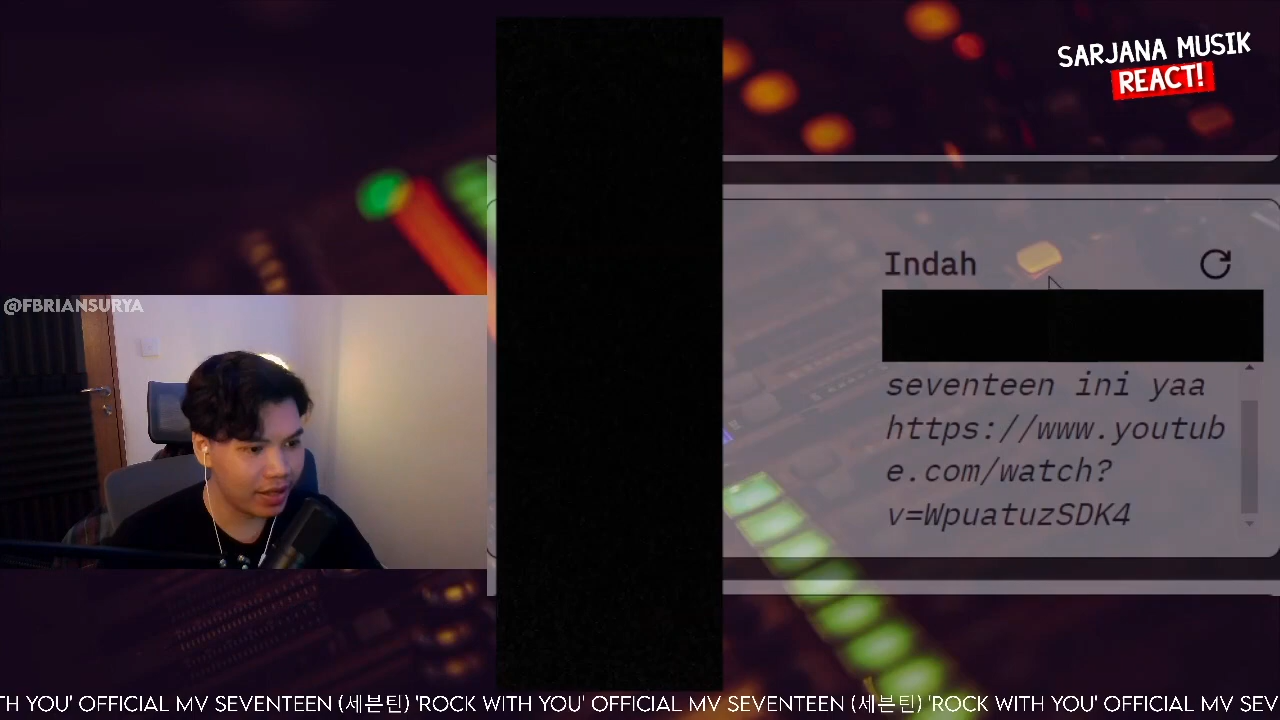 SARJANA MUSIK
REACT!
Indah
@FBRIANSURYA
seventeen ini yaa
https://www.youtub
e.com/watch?
v=WpuatuzSDK4
TH YOU' OFFICIAL MV SEVENTEEN (세븐틴) 'ROCK WITH YOU' OFFICIAL MV SEVENTEEN (세븐틴) 'ROCK WITH YOU' OFFICIAL MV SEV